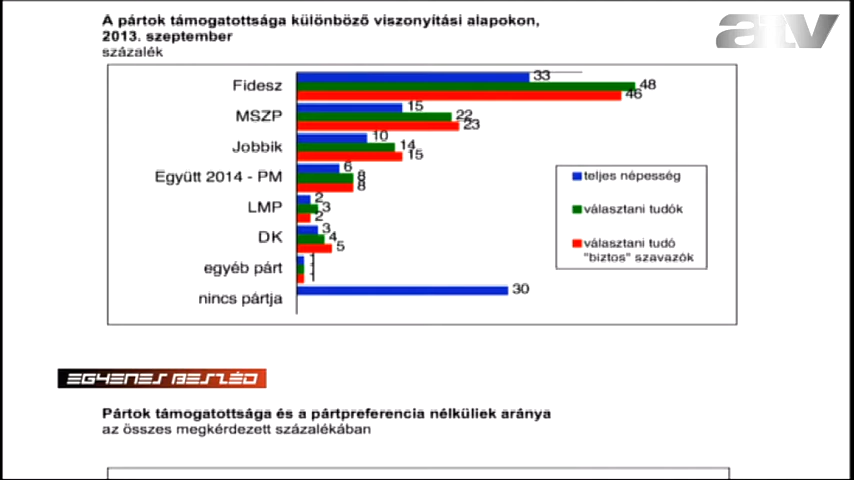 A pártok támogatottsága különböző viszonyítási alapokon,
2013. szeptember
százalék
atv
Fidesz 33 48 46
MSZP 15 22 23
Jobbik 10 14 15
Együtt 2014 - PM 6 8 8
LMP 2 3 2
DK 3 4 5
egyéb párt 1 1 1
nincs pártja 30
teljes népesség
választani tudók
választani tudó
"biztos" szavazók
EGYENES BESZÉD
Pártok támogatottsága és a pártpreferencia nélküliek aránya
az összes megkérdezett százalékában